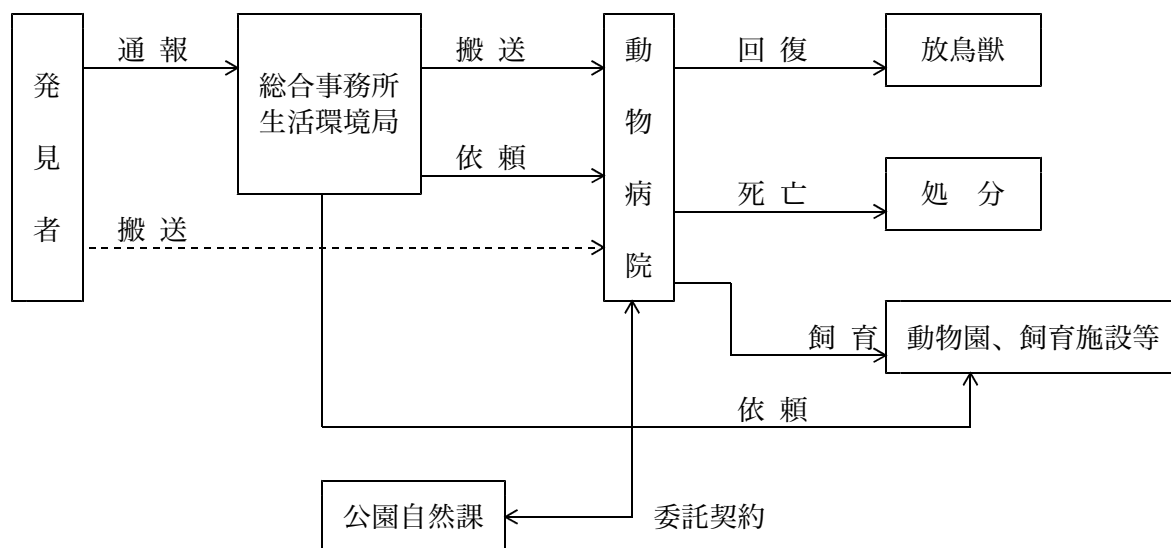 発見者
通報
総合事務所
生活環境局
搬送
依頼
搬送
動物病院
回復
放鳥獣
死亡
処分
飼育
動物園、飼育施設等
依頼
公園自然課
委託契約